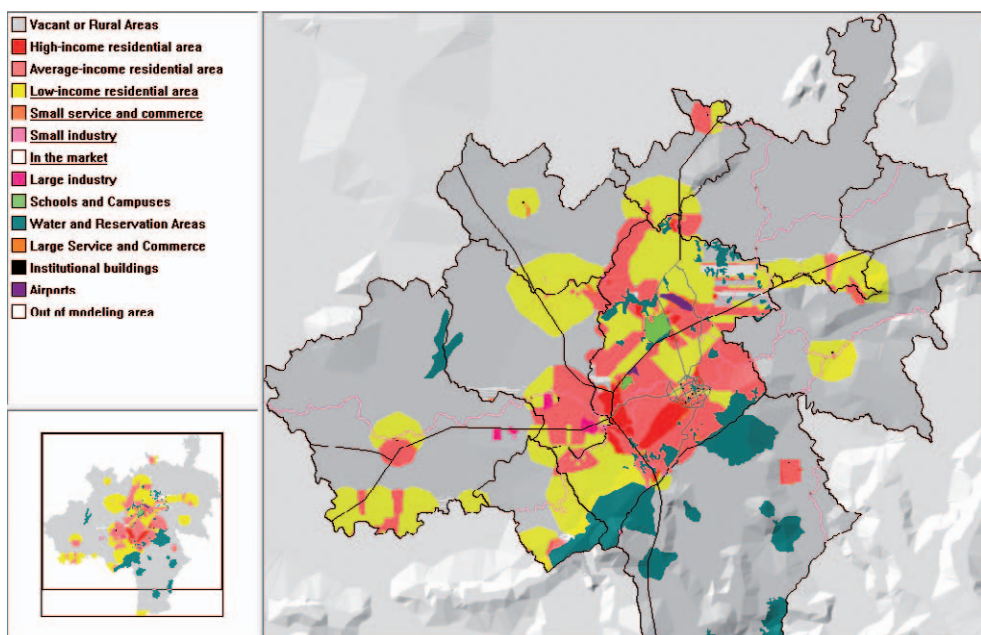 Vacant or Rural Areas
High-income residential area
Average-income residential area
Low-income residential area
Small service and commerce
Small industry
In the market
Large industry
Schools and Campuses
Water and Reservation Areas
Large Service and Commerce
Institutional buildings
Airports
Out of modeling area